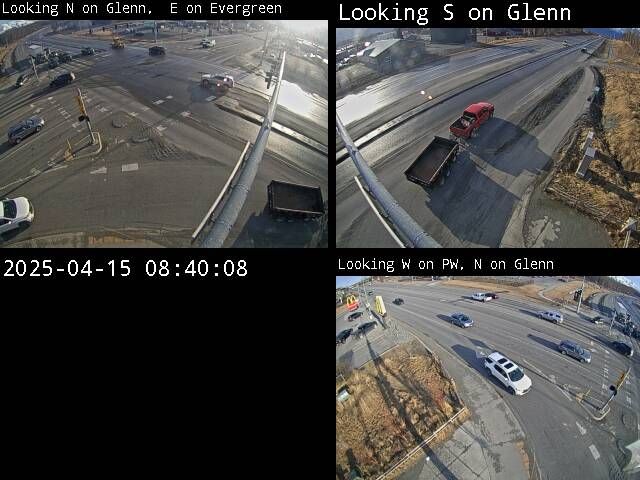 Looking N on Glenn,  E on Evergreen
Looking S on Glenn
2025-04-15 08:40:08
Looking W on PW, N on Glenn